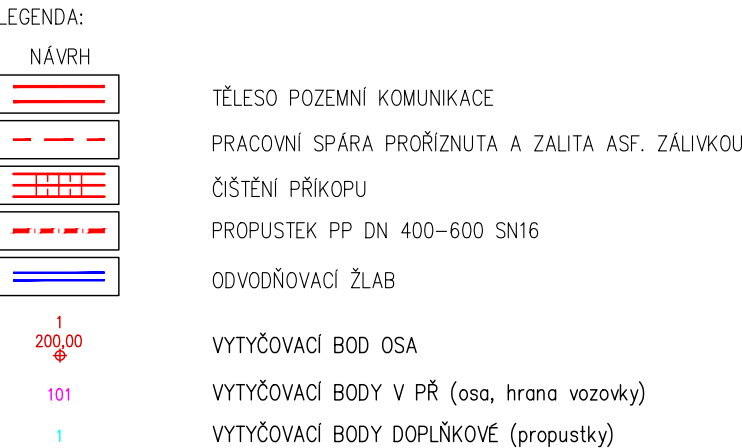 LEGENDA:
NÁVRH
TĚLESO POZEMNÍ KOMUNIKACE
PRACOVNÍ SPÁRA PROŘÍZNUTA A ZALITA ASF. ZÁLIVKOU
ČIŠTĚNÍ PŘÍKOPU
PROPUSTEK PP DN 400-600 SN16
ODVODŇOVACÍ ŽLAB
1
200,00
VYTYČOVACÍ BOD OSA
101 VYTYČOVACÍ BODY V PŘ (osa, hrana vozovky)
1 VYTYČOVACÍ BODY DOPLŇKOVÉ (propustky)